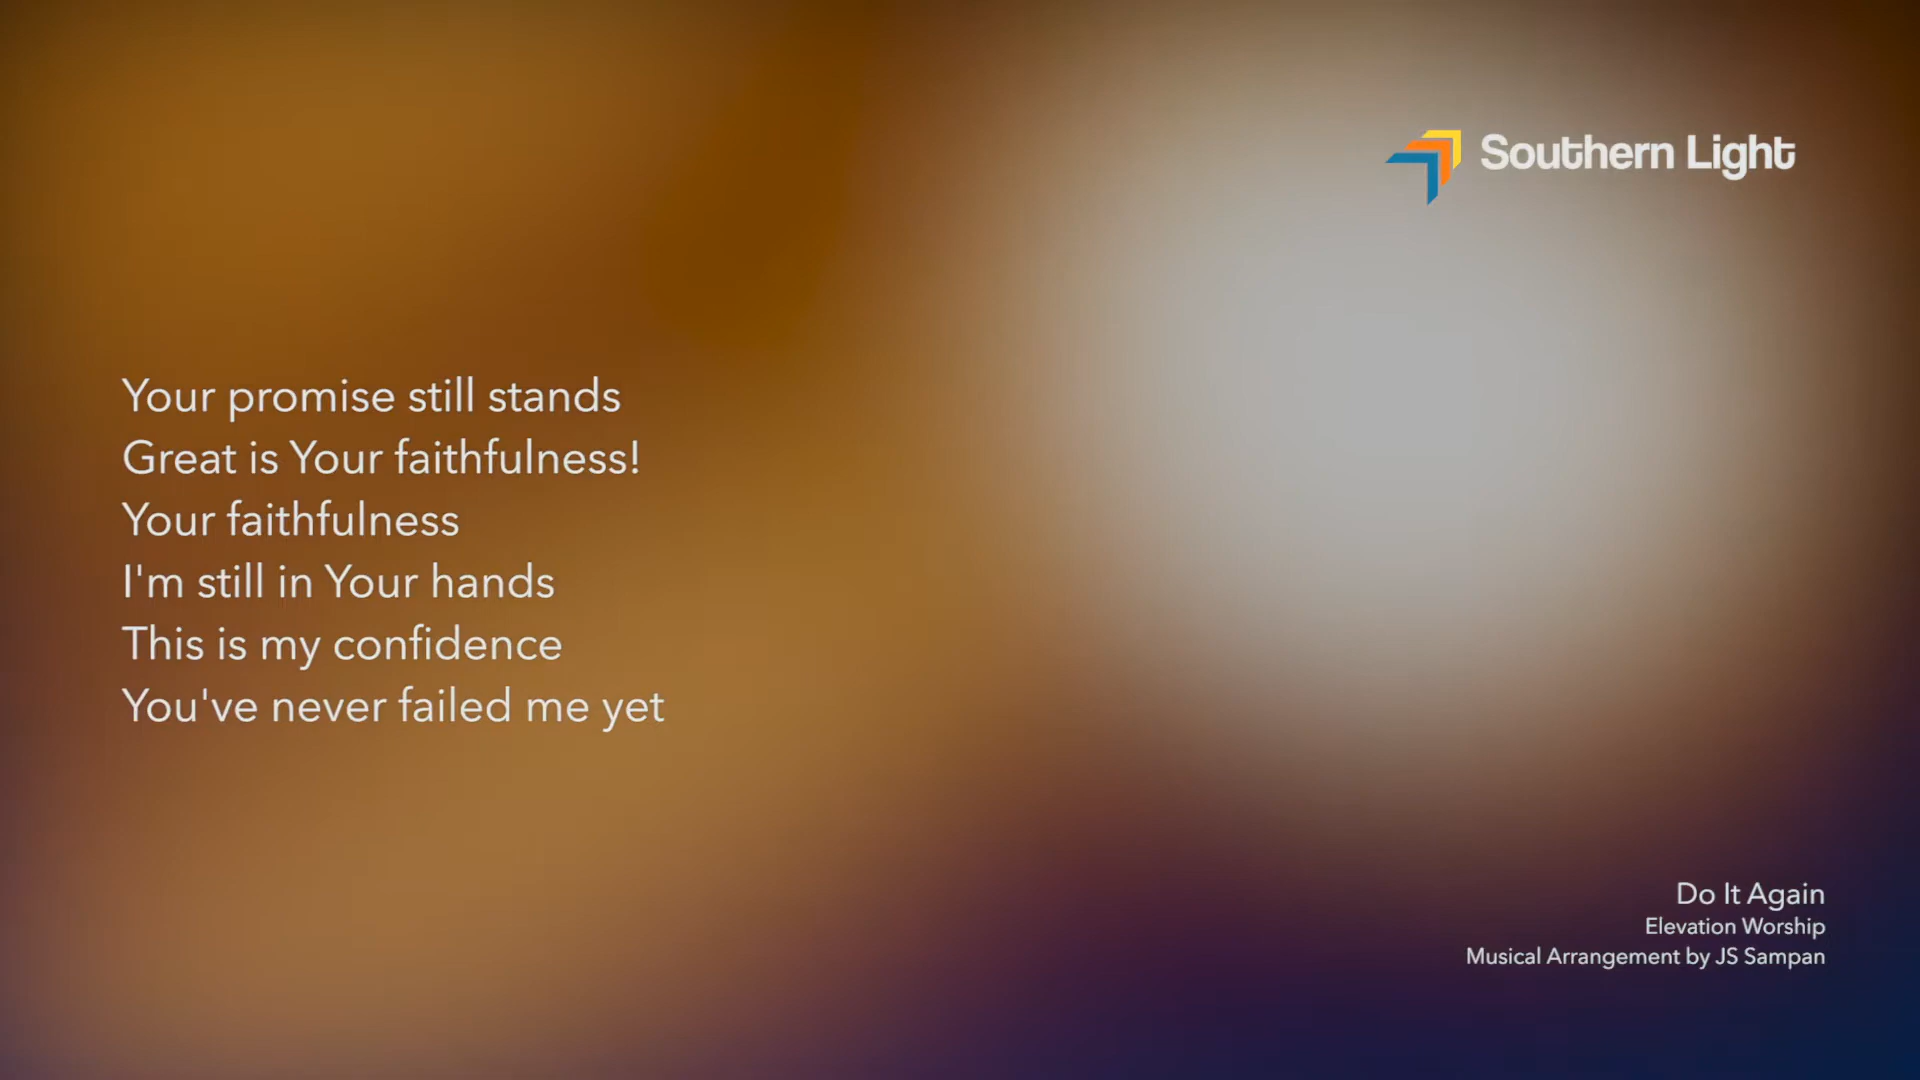 Southern Light
Your promise still stands
Great is Your faithfulness!
Your faithfulness
I'm still in Your hands
This is my confidence
You've never failed me yet
Do It Again
Elevation Worship
Musical Arrangement by JS Sampan